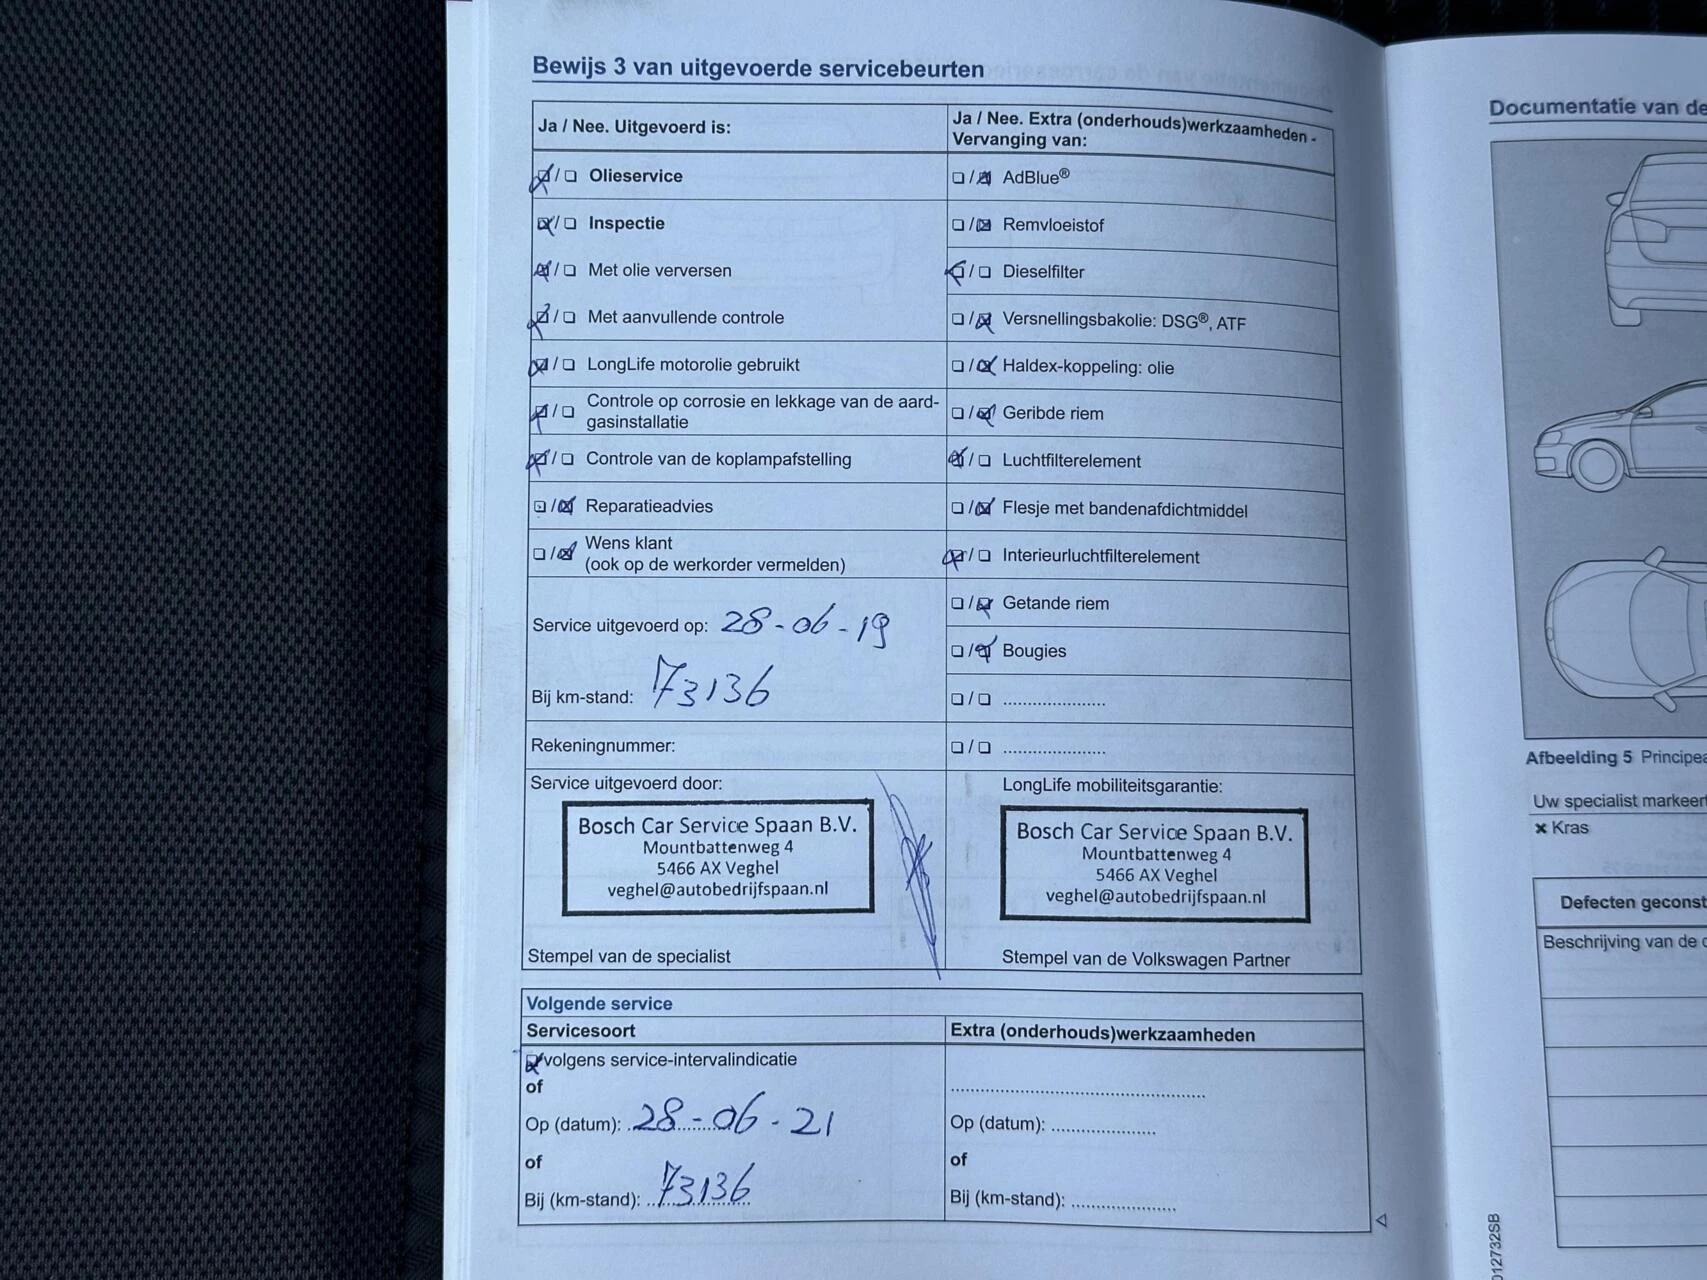 Bewijs 3 van uitgevoerde servicebeurten
Ja / Nee. Uitgevoerd is:
Olieservice
Inspectie
Met olie verversen
Met aanvullende controle
LongLife motorolie gebruikt
Controle op corrosie en lekkage van de aard-
gasinstallatie
Controle van de koplampafstelling
Reparatieadvies
Wens klant
(ook op de werkorder vermelden)
Service uitgevoerd op: 28-06-19
Bij km-stand: 73136
Rekeningnummer:
Service uitgevoerd door:
Bosch Car Service Spaan B.V.
Mountbattenweg 4
5466 AX Veghel
veghel@autobedrijfspaan.nl
Stempel van de specialist
Ja / Nee. Extra (onderhouds)werkzaamheden -
Vervanging van:
AdBlue®
Remvloeistof
Dieselfilter
Versnellingsbakolie: DSG®, ATF
Haldex-koppeling: olie
Geribde riem
Luchtfilterelement
Flesje met bandenafdichtmiddel
Interieurluchtfilterelement
Getande riem
Bougies
LongLife mobiliteitsgarantie:
Bosch Car Service Spaan B.V.
Mountbattenweg 4
5466 AX Veghel
veghel@autobedrijfspaan.nl
Stempel van de Volkswagen Partner
Volgende service
Servicesoort
volgens service-intervalindicatie
of
Op (datum): 28-06-21
of
Bij (km-stand): 73136
Extra (onderhouds)werkzaamheden
Op (datum):
of
Bij (km-stand):
Documentatie van de
Afbeelding 5 Principe
Uw specialist markeert
× Kras
Defecten geconst
Beschrijving van de
012732SB